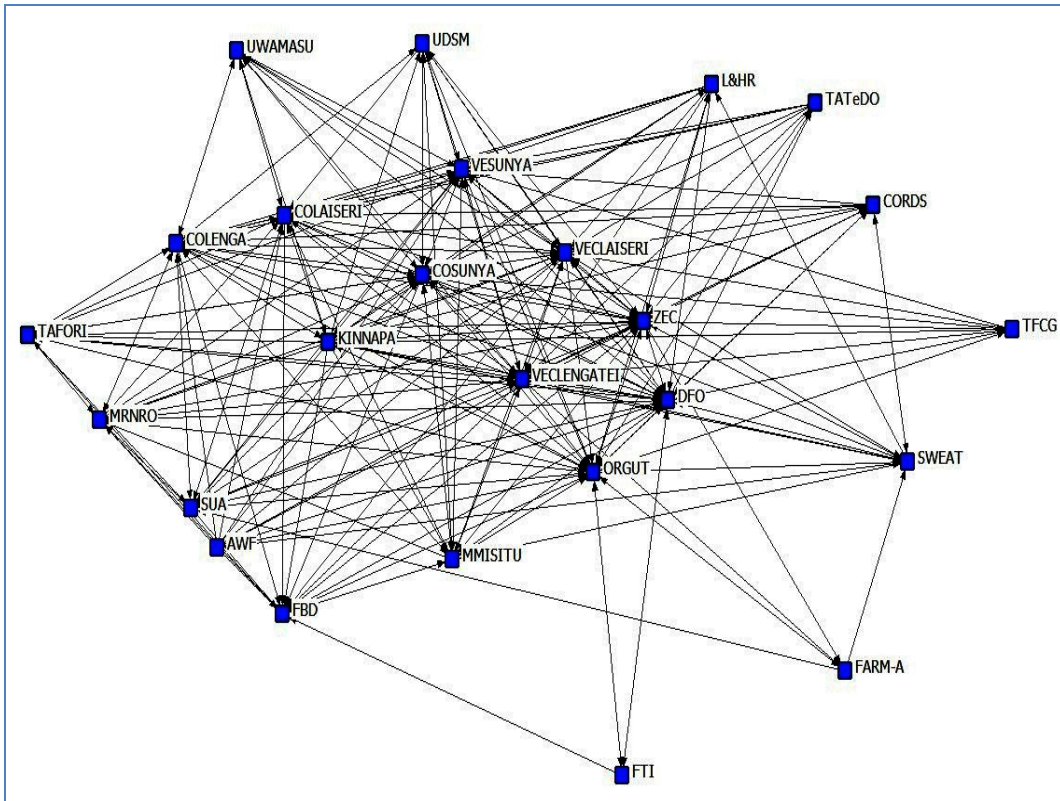 UWAMASU
UDSM
L&HR
TATeDO
VESUNYA
CORDS
COLAISERI
COLENGA
VECLAISERI
COSUNYA
ZEC
TAFORI
KINNAPA
TFCG
VECLENGATEI
DFO
MRNRO
SWEAT
ORGUT
SUA
AWF
MMISITU
FBD
FARM-A
FTI